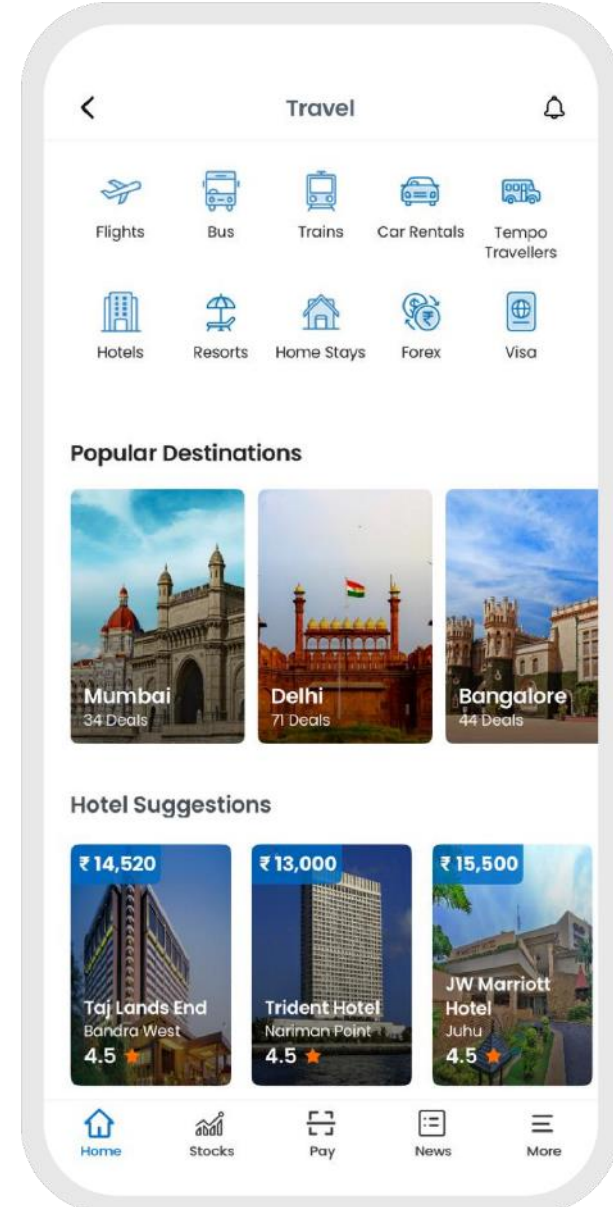 Travel
Flights
Bus
Trains
Car Rentals
Tempo
Travellers
Hotels
Resorts
Home Stays
Forex
Visa
Popular Destinations
Mumbai
34 Deals
Delhi
71 Deals
Bangalore
44 Deals
Hotel Suggestions
₹ 14,520
Taj Lands End
Bandra West
4.5
₹ 13,000
Trident Hotel
Nariman Point
4.5
₹ 15,500
JW Marriott
Hotel
Juhu
4.5
Home
Stocks
Pay
News
More